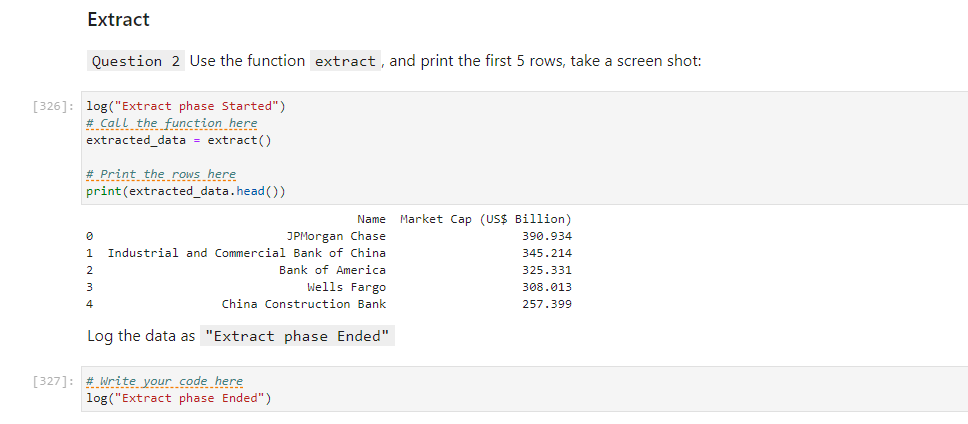 Extract
Question 2 Use the function extract , and print the first 5 rows, take a screen shot:
[326]: log("Extract phase Started")
# Call the function here
extracted_data = extract()
# Print the rows here
print(extracted_data.head())
Name Market Cap (US$ Billion)
0 JPMorgan Chase 390.934
1 Industrial and Commercial Bank of China 345.214
2 Bank of America 325.331
3 Wells Fargo 308.013
4 China Construction Bank 257.399
Log the data as "Extract phase Ended"
[327]: # Write your code here
log("Extract phase Ended")